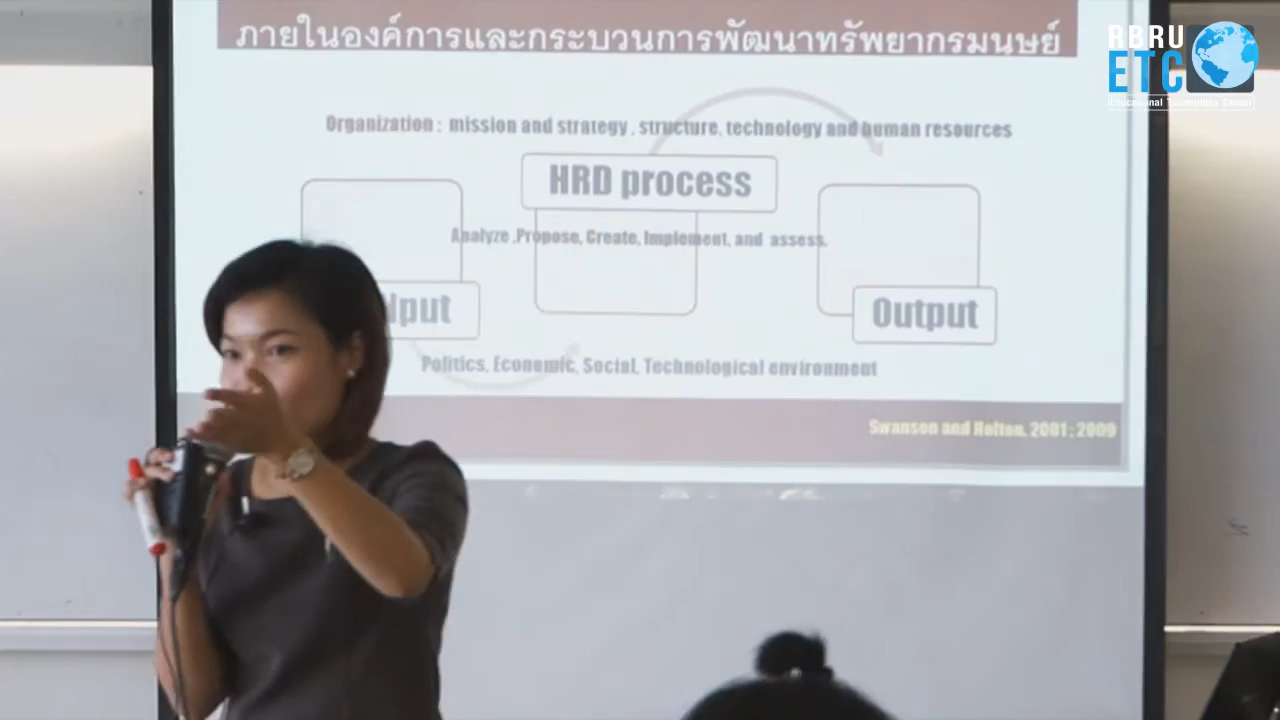 ภายในองค์การและกระบวนการพัฒนาทรัพยากรมนุษย์
RBRU
ETC
Educational Technology Center
Organization : mission and strategy , structure, technology and human resources
HRD process
Analyze ,Propose, Create, Implement, and assess.
Output
Politics, Economic, Social, Technological environment
Swanson and Holton, 2001 : 2009